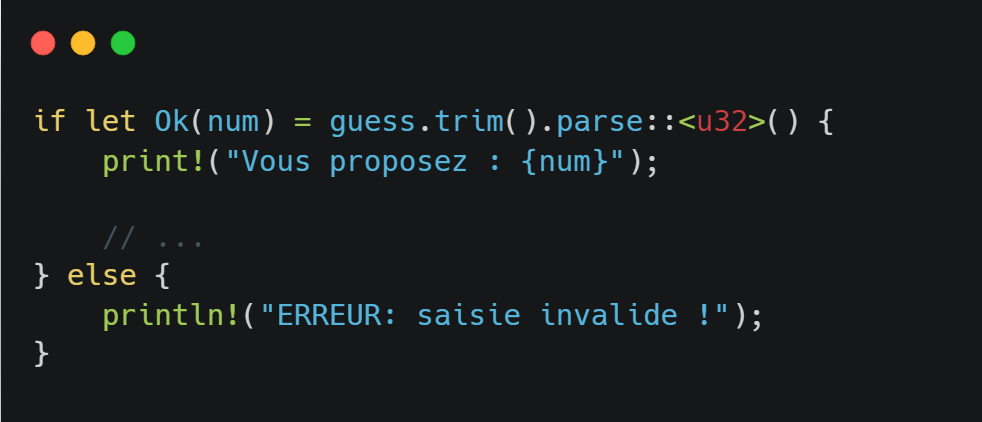 if let Ok(num) = guess.trim().parse::<u32>() {
    print!("Vous proposez : {num}");
    // ...
} else {
    println!("ERREUR: saisie invalide !");
}